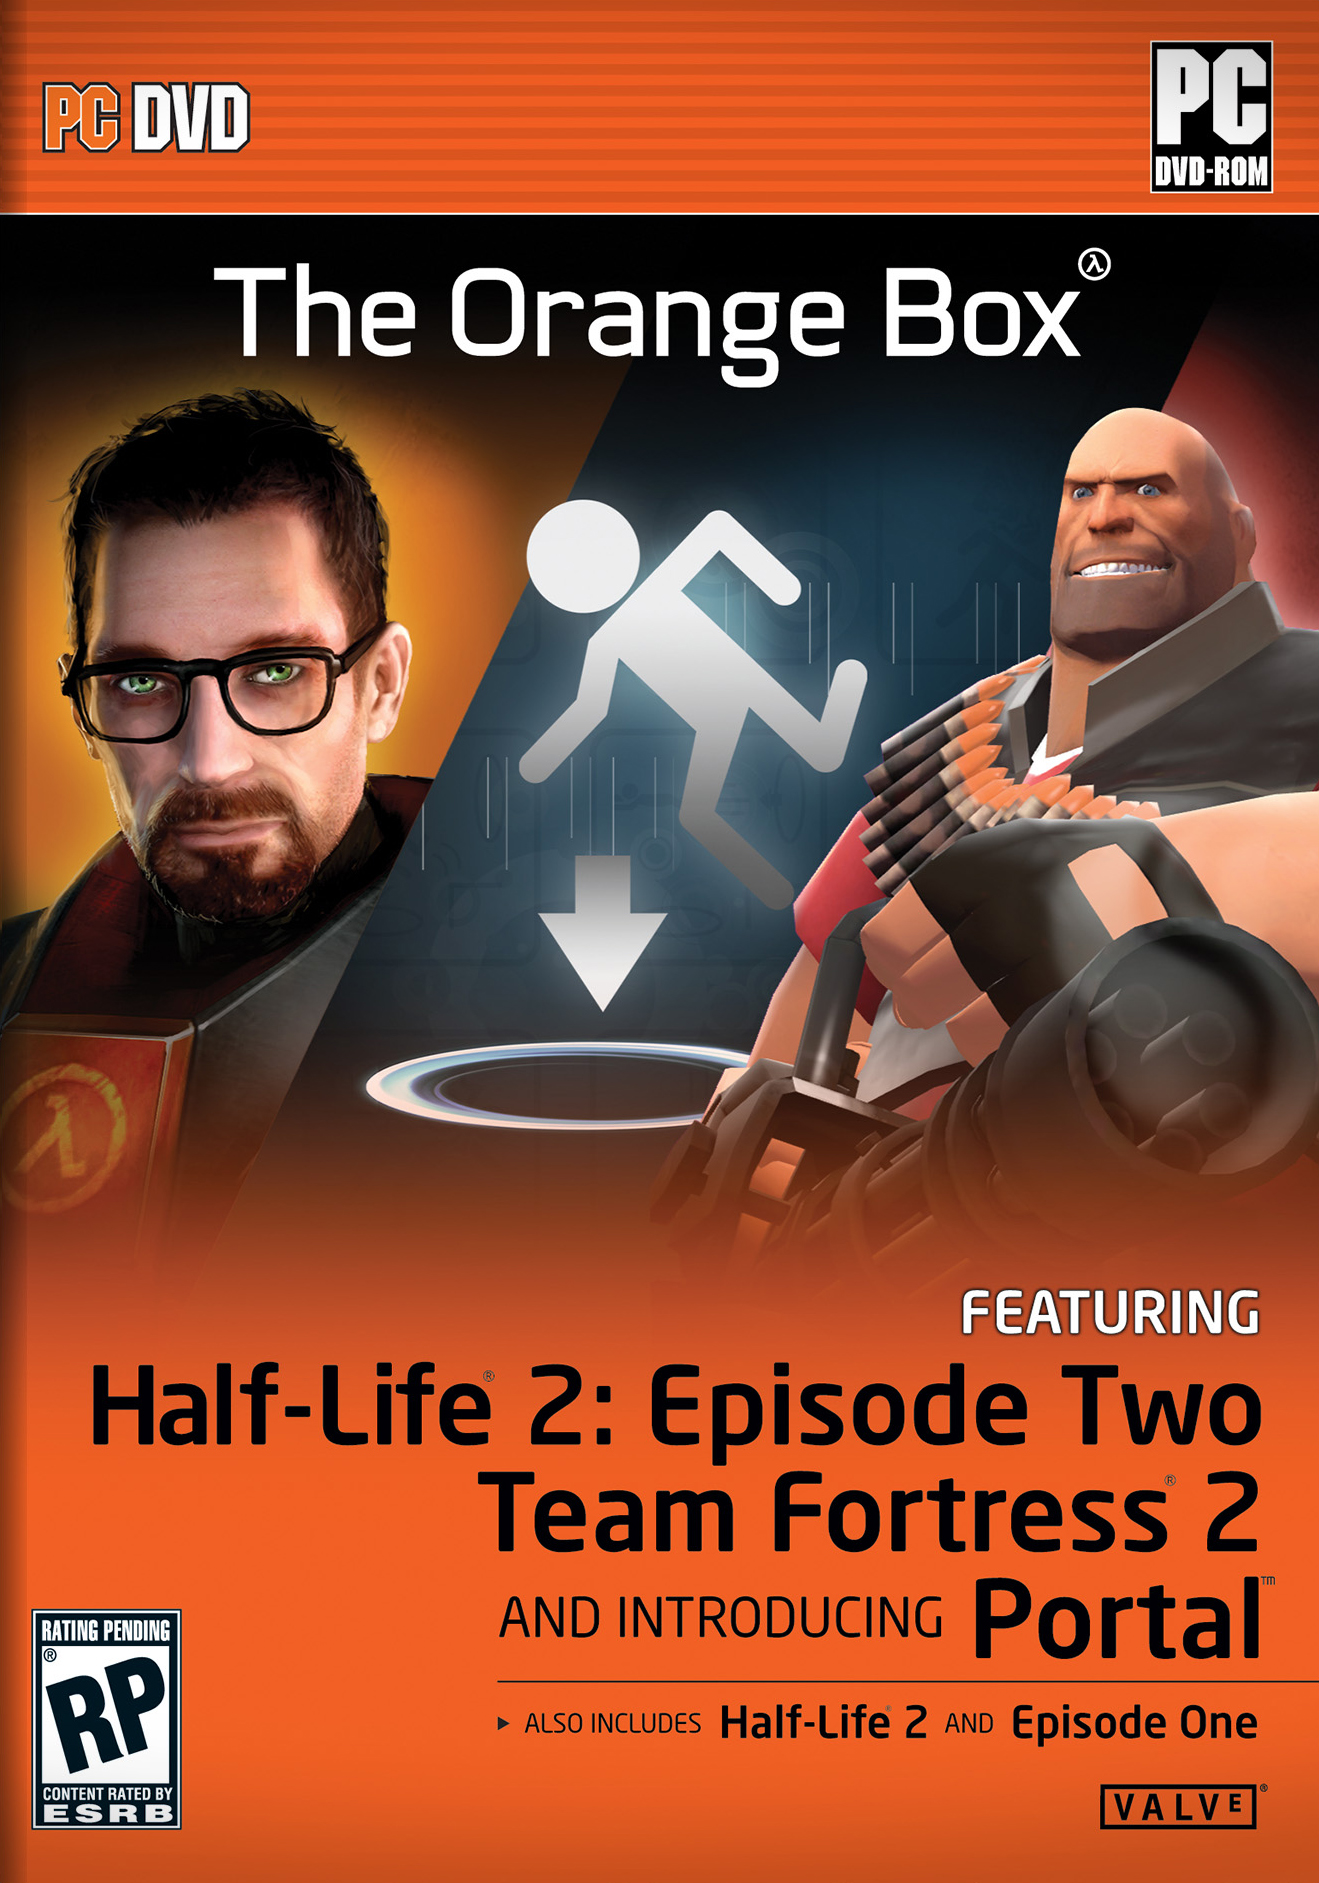 PC DVD
PC
DVD-ROM
The Orange Box
FEATURING
Half-Life® 2: Episode Two
Team Fortress® 2
AND INTRODUCING Portal™
ALSO INCLUDES Half-Life® 2 AND Episode One
RATING PENDING
®
RP
CONTENT RATED BY
ESRB
VALVE®